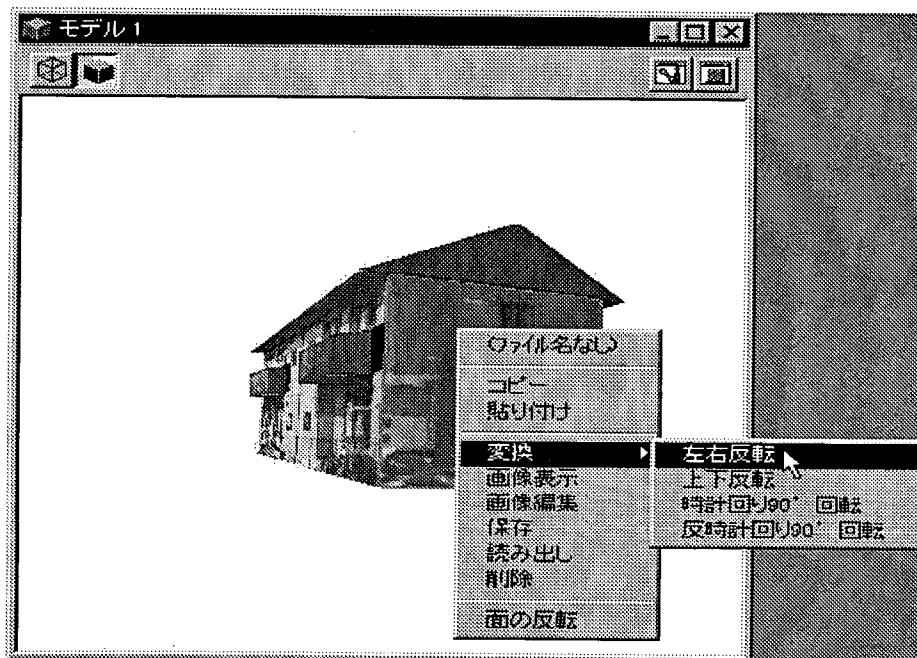 モデル 1
(ファイル名なし)
コピー
貼り付け
変換
画像表示
画像編集
保存
読み出し
削除
面の反転
左右反転
上下反転
時計回り90° 回転
反時計回り90° 回転